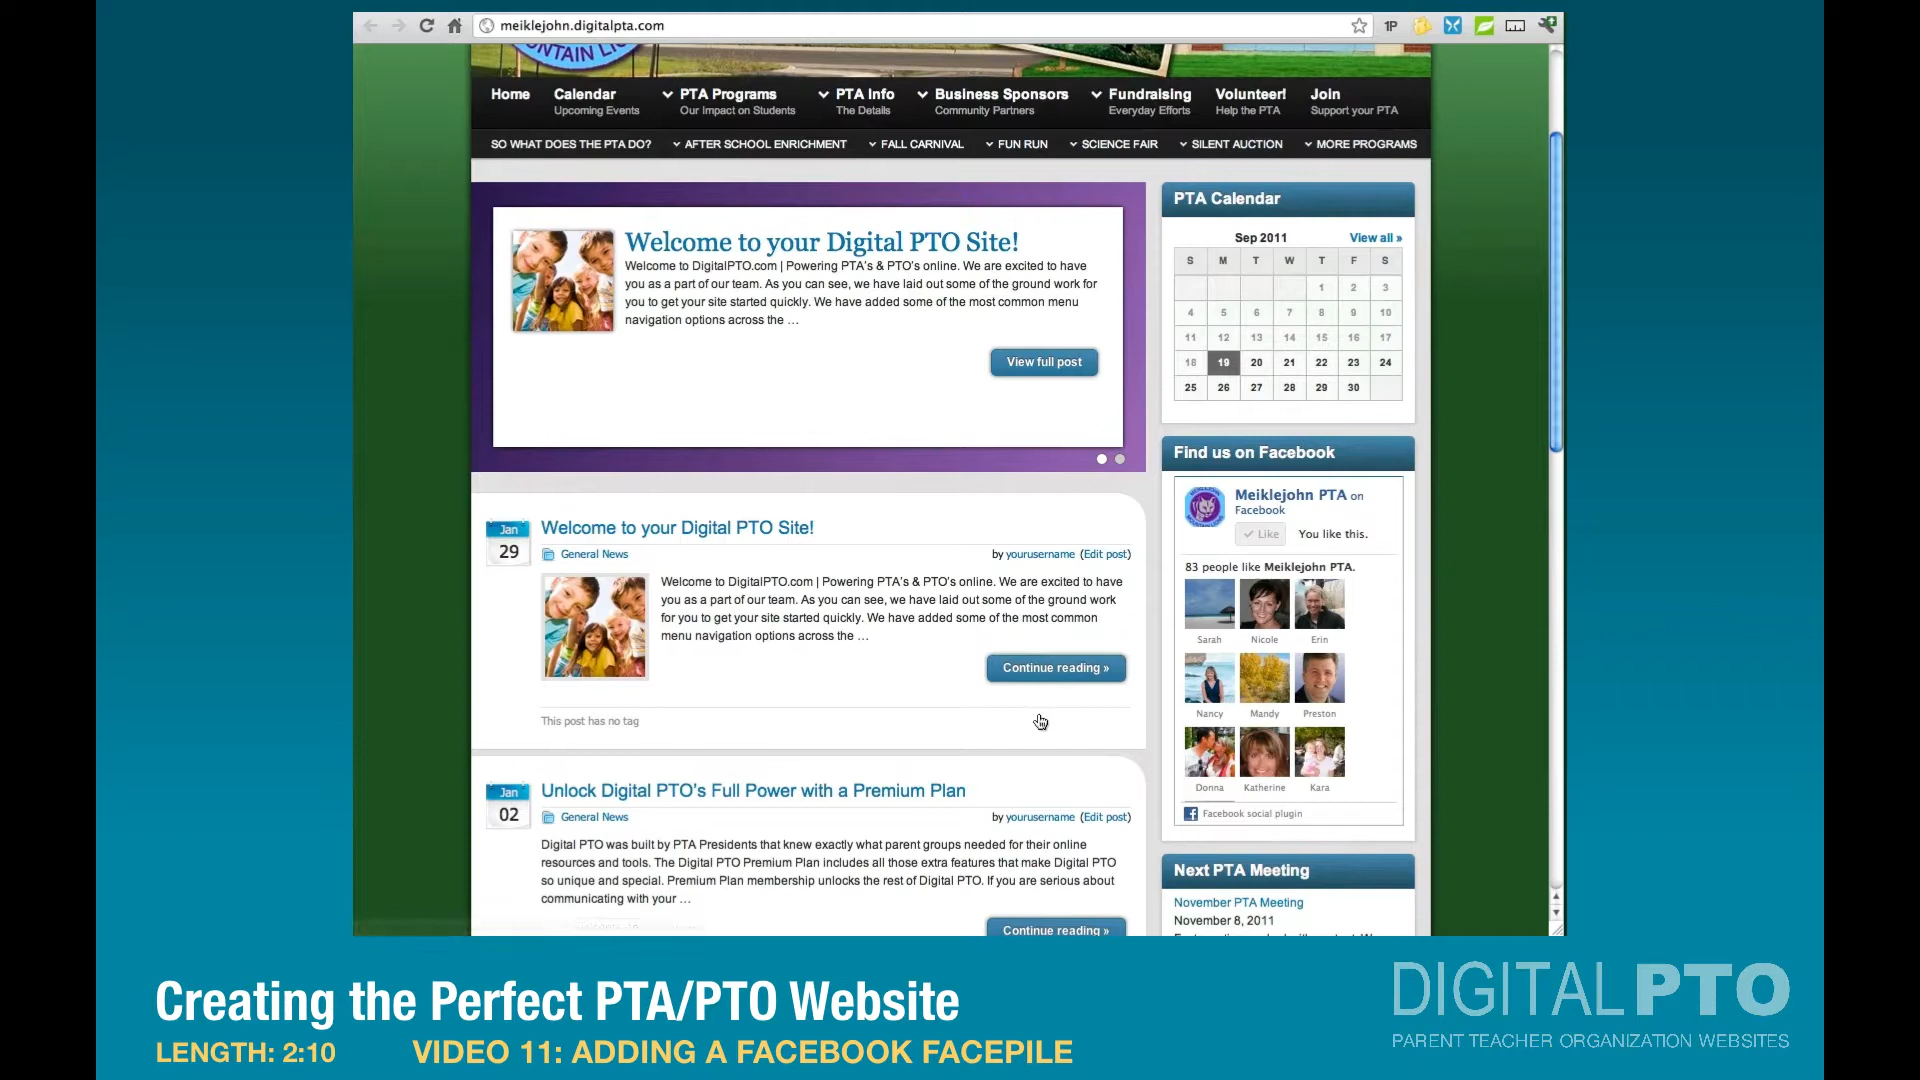 meiklejohn.digitalpta.com
1P
NTAIN LI
Home
Calendar
Upcoming Events
PTA Programs
Our Impact on Students
PTA Info
The Details
Business Sponsors
Community Partners
Fundraising
Everyday Efforts
Volunteer!
Help the PTA
Join
Support your PTA
SO WHAT DOES THE PTA DO?
AFTER SCHOOL ENRICHMENT
FALL CARNIVAL
FUN RUN
SCIENCE FAIR
SILENT AUCTION
MORE PROGRAMS
Welcome to your Digital PTO Site!
Welcome to DigitalPTO.com | Powering PTA's & PTO's online. We are excited to have
you as a part of our team. As you can see, we have laid out some of the ground work for
you to get your site started quickly. We have added some of the most common menu
navigation options across the …
View full post
Jan
29
Welcome to your Digital PTO Site!
General News
by yourusername (Edit post)
Welcome to DigitalPTO.com | Powering PTA's & PTO's online. We are excited to have
you as a part of our team. As you can see, we have laid out some of the ground work
for you to get your site started quickly. We have added some of the most common
menu navigation options across the …
Continue reading »
This post has no tag
Jan
02
Unlock Digital PTO's Full Power with a Premium Plan
General News
by yourusername (Edit post)
Digital PTO was built by PTA Presidents that knew exactly what parent groups needed for their online
resources and tools. The Digital PTO Premium Plan includes all those extra features that make Digital PTO
so unique and special. Premium Plan membership unlocks the rest of Digital PTO. If you are serious about
communicating with your …
Continue reading »
PTA Calendar
Sep 2011 View all »
S M T W T F S
1 2 3
4 5 6 7 8 9 10
11 12 13 14 15 16 17
18 19 20 21 22 23 24
25 26 27 28 29 30
Find us on Facebook
Meiklejohn PTA on
Facebook
Like You like this.
83 people like Meiklejohn PTA.
Sarah Nicole Erin
Nancy Mandy Preston
Donna Katherine Kara
Facebook social plugin
Next PTA Meeting
November PTA Meeting
November 8, 2011
Creating the Perfect PTA/PTO Website
LENGTH: 2:10 VIDEO 11: ADDING A FACEBOOK FACEPILE
DIGITALPTO
PARENT TEACHER ORGANIZATION WEBSITES